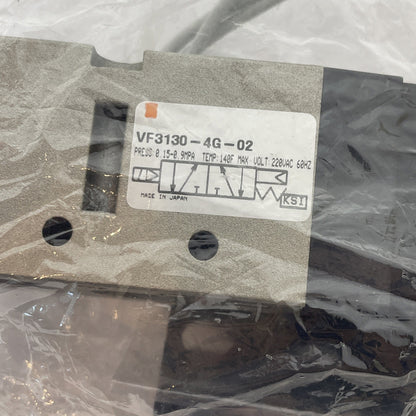 VF3130-4G-02
PRESS:0.15-0.9MPA TEMP:140F MAX VOLT 220VAC 60HZ
KSI
MADE IN JAPAN